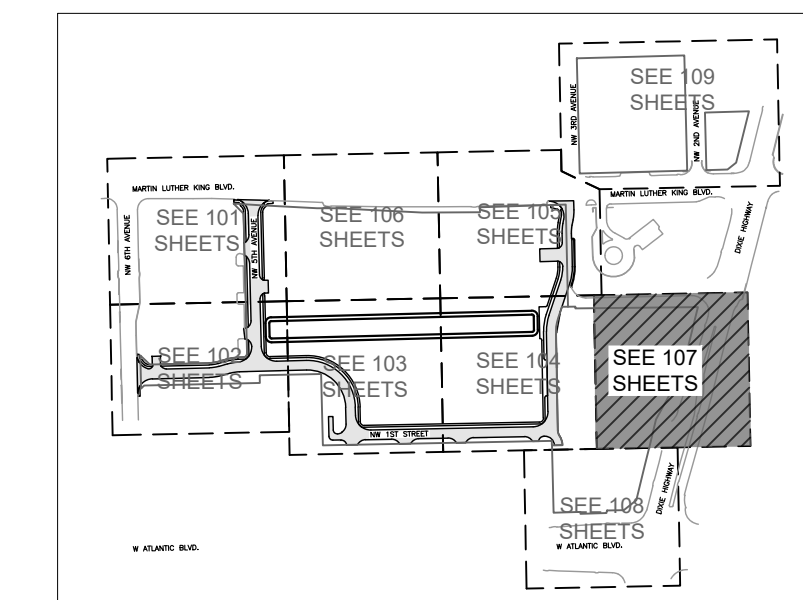 SEE 109
SHEETS
NW 3RD AVENUE
NW 2ND AVENUE
MARTIN LUTHER KING BLVD.
MARTIN LUTHER KING BLVD.
SEE 101
SHEETS
SEE 106
SHEETS
SEE 105
SHEETS
NW 6TH AVENUE
NW 5TH AVENUE
DIXIE HIGHWAY
SEE 102
SHEETS
SEE 103
SHEETS
SEE 104
SHEETS
SEE 107
SHEETS
NW 1ST STREET
DIXIE HIGHWAY
SEE 108
SHEETS
W ATLANTIC BLVD.
W ATLANTIC BLVD.